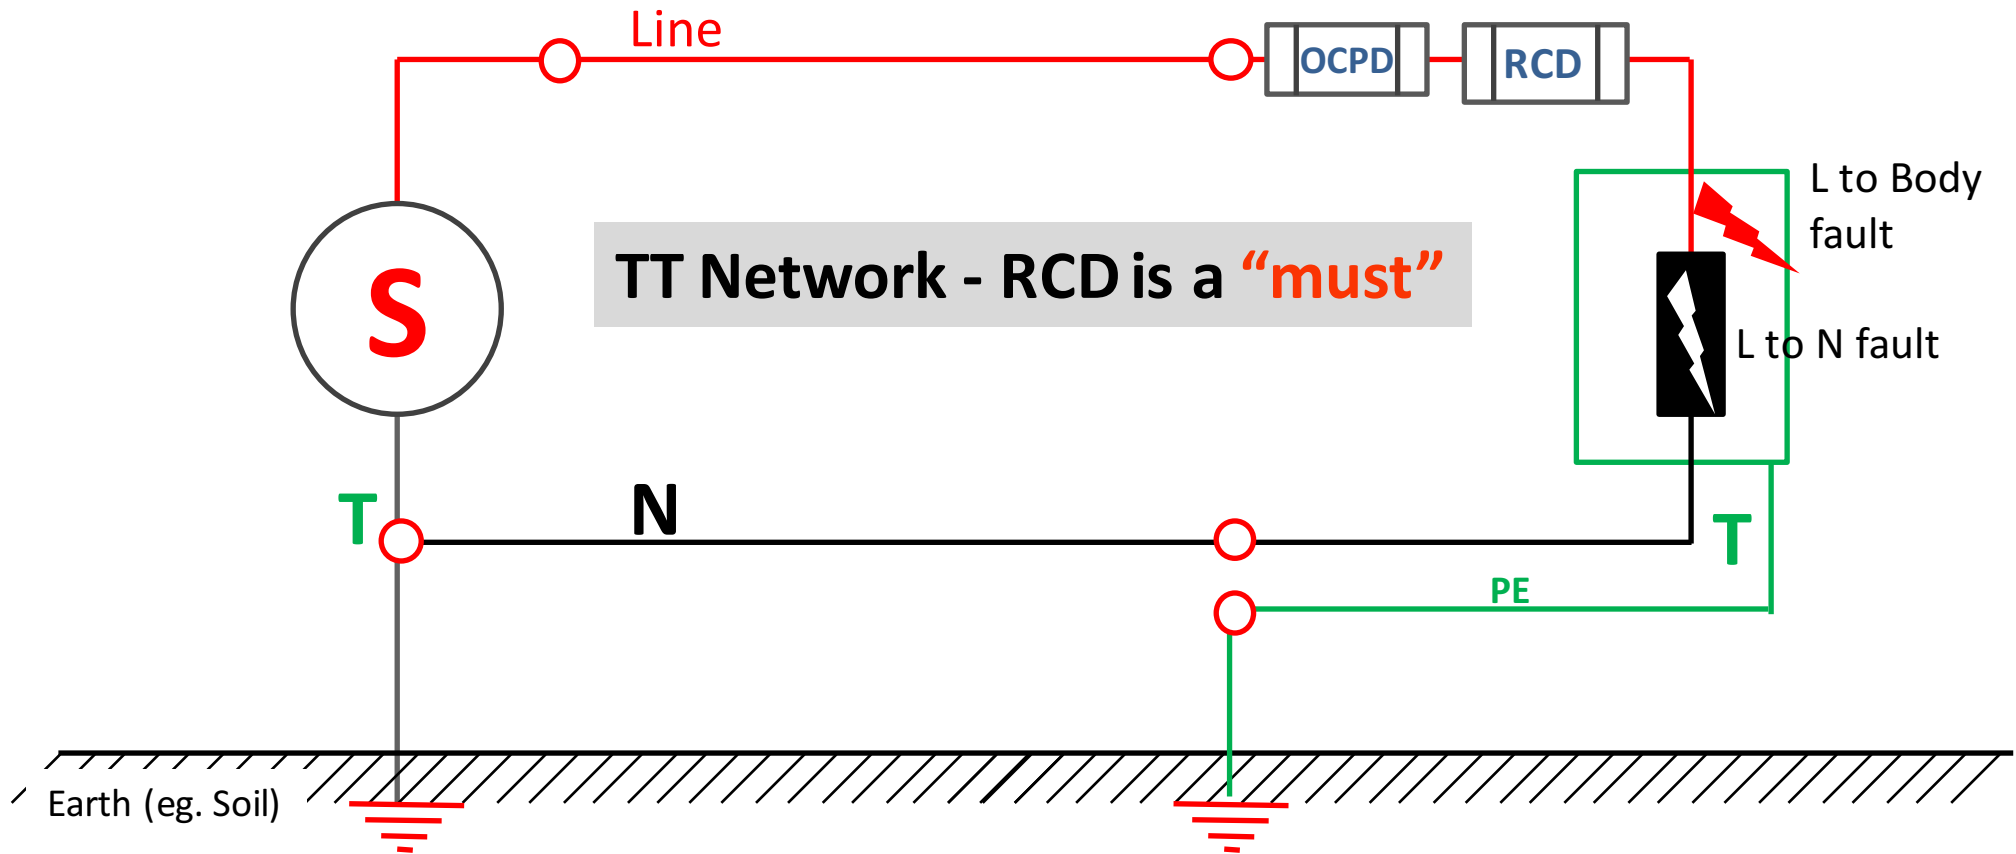 Line
OCPD
RCD
L to Body
fault
S
TT Network - RCD is a “must”
L to N fault
T
N
T
PE
Earth (eg. Soil)